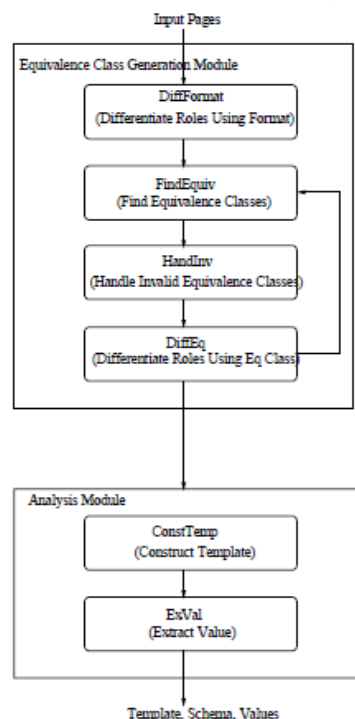 Input Pages
Equivalence Class Generation Module
DiffFormat
(Differentiate Roles Using Format)
FindEquiv
(Find Equivalence Classes)
HandInv
(Handle Invalid Equivalence Classes)
DiffEq
(Differentiate Roles Using Eq Class)
Analysis Module
ConstTemp
(Construct Template)
ExVal
(Extract Value)
Template, Schema, Values